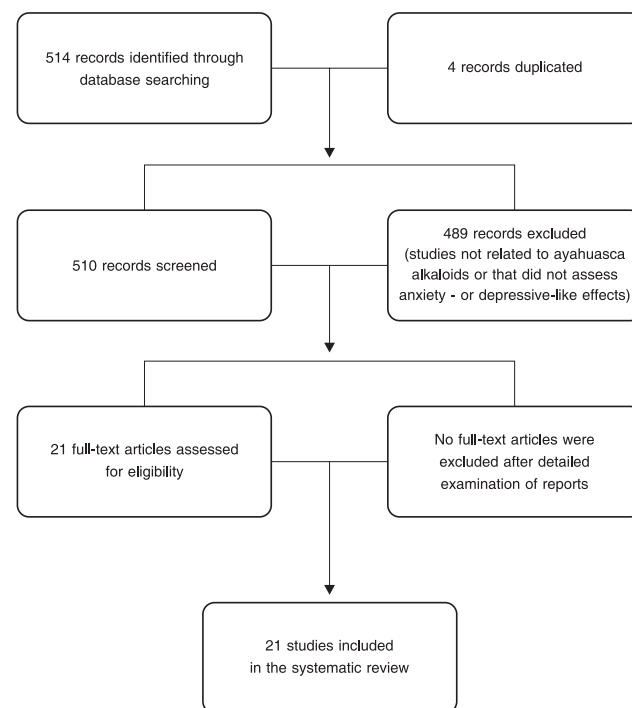 514 records identified through
database searching
4 records duplicated
510 records screened
489 records excluded
(studies not related to ayahuasca
alkaloids or that did not assess
anxiety - or depressive-like effects)
21 full-text articles assessed
for eligibility
No full-text articles were
excluded after detailed
examination of reports
21 studies included
in the systematic review